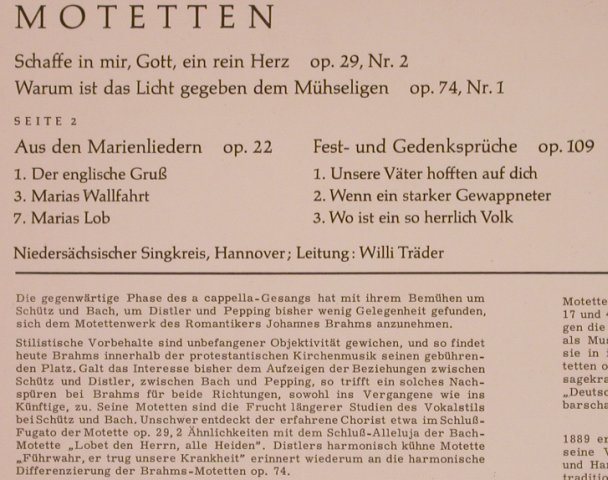 MOTETTEN
Schaffe in mir, Gott, ein rein Herz op. 29, Nr. 2
Warum ist das Licht gegeben dem Mühseligen op. 74, Nr. 1
SEITE 2
Aus den Marienliedern op. 22
1. Der englische Gruß
3. Marias Wallfahrt
7. Marias Lob
Fest- und Gedenksprüche op. 109
1. Unsere Väter hofften auf dich
2. Wenn ein starker Gewappneter
3. Wo ist ein so herrlich Volk
Niedersächsischer Singkreis, Hannover; Leitung: Willi Träder
Die gegenwärtige Phase des a cappella-Gesangs hat mit ihrem Bemühen um
Schütz und Bach, um Distler und Pepping bisher wenig Gelegenheit gefunden,
sich dem Motettenwerk des Romantikers Johannes Brahms anzunehmen.
Stilistische Vorbehalte sind unbefangener Objektivität gewichen, und so findet
heute Brahms innerhalb der protestantischen Kirchenmusik seinen gebühren-
den Platz. Galt das Interesse bisher dem Aufzeigen der Beziehungen zwischen
Schütz und Distler, zwischen Bach und Pepping, so trifft ein solches Nach-
spüren bei Brahms für beide Richtungen, sowohl ins Vergangene wie ins
Künftige, zu. Seine Motetten sind die Frucht längerer Studien des Vokalstils
bei Schütz und Bach. Unschwer entdeckt der erfahrene Chorist etwa im Schluß-
Fugato der Motette op. 29, 2 Ähnlichkeiten mit dem Schluß-Alleluja der Bach-
Motette „Lobet den Herrn, alle Heiden". Distlers harmonisch kühne Motette
„Führwahr, er trug unsere Krankheit" erinnert wiederum an die harmonische
Differenzierung der Brahms-Motetten op. 74.
Motette
17 und 4
gen die
als Mus
sie in
tetten o
sagekra
„Deutsc
barscha
1889 er
seine V
und Har
tradition